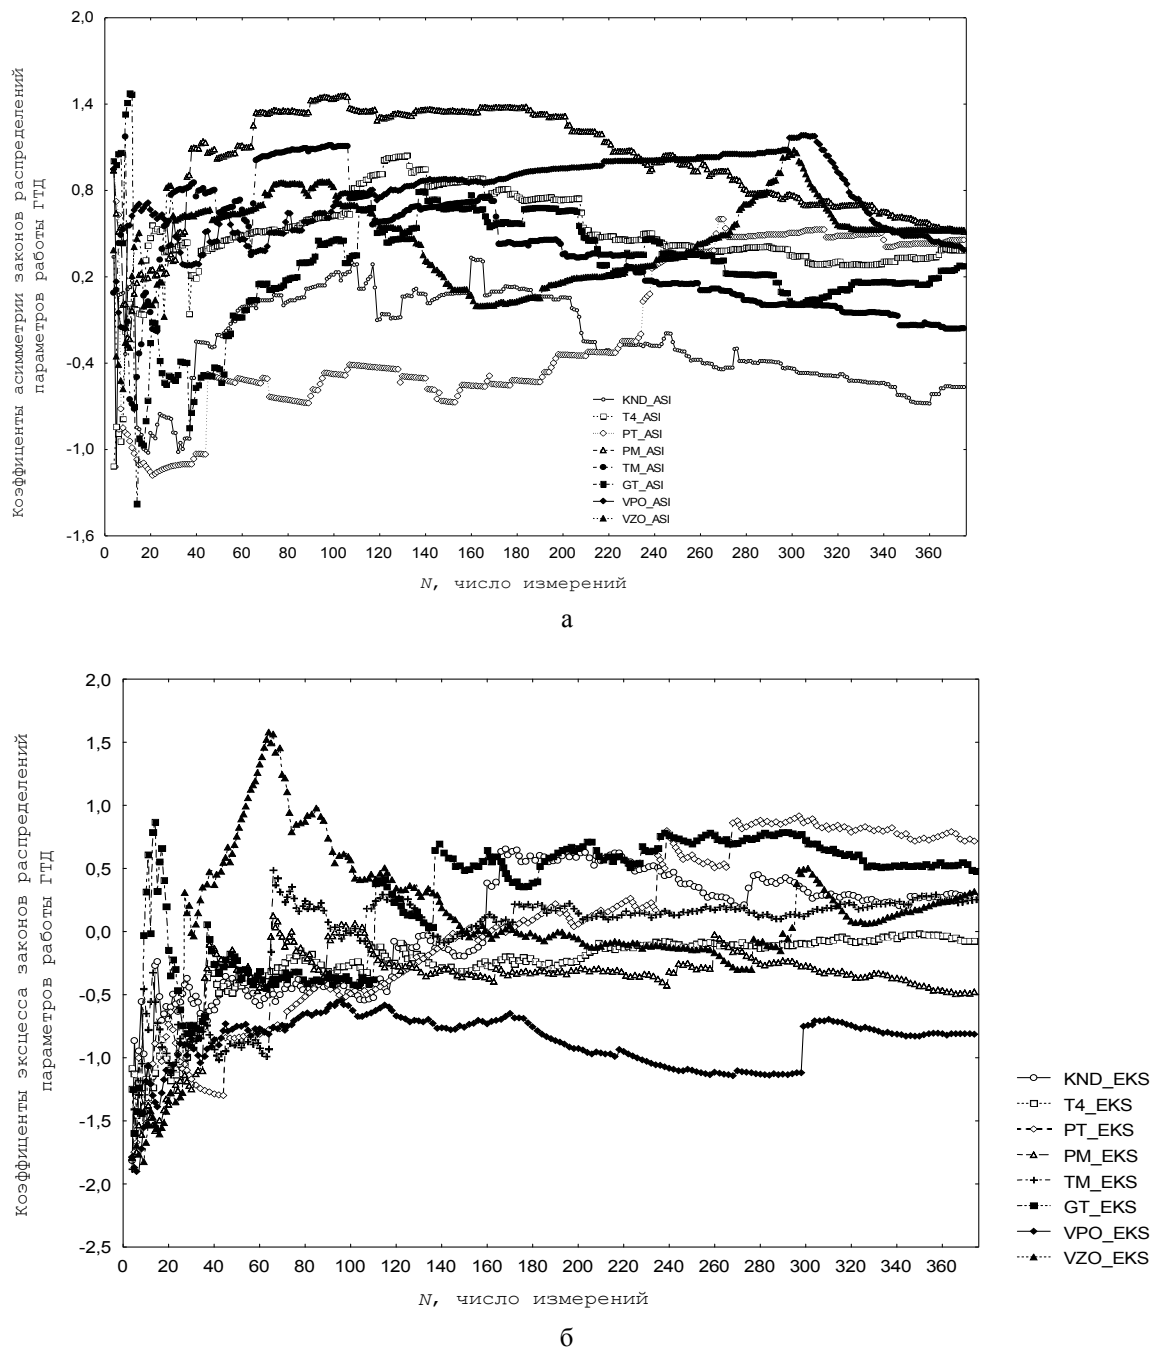 Коэффиценты асимметрии законов распределений
параметров работы ГТД
2,0
1,4
0,8
0,2
-0,4
-1,0
-1,6
KND_ASI
T4_ASI
PT_ASI
PM_ASI
TM_ASI
GT_ASI
VPO_ASI
VZO_ASI
0 20 40 60 80 100 120 140 160 180 200 220 240 260 280 300 320 340 360
N, число измерений
а
Коэффиценты эксцесса законов распределений
параметров работы ГТД
2,0
1,5
1,0
0,5
0,0
-0,5
-1,0
-1,5
-2,0
-2,5
0 20 40 60 80 100 120 140 160 180 200 220 240 260 280 300 320 340 360
N, число измерений
KND_EKS
T4_EKS
PT_EKS
PM_EKS
TM_EKS
GT_EKS
VPO_EKS
VZO_EKS
б